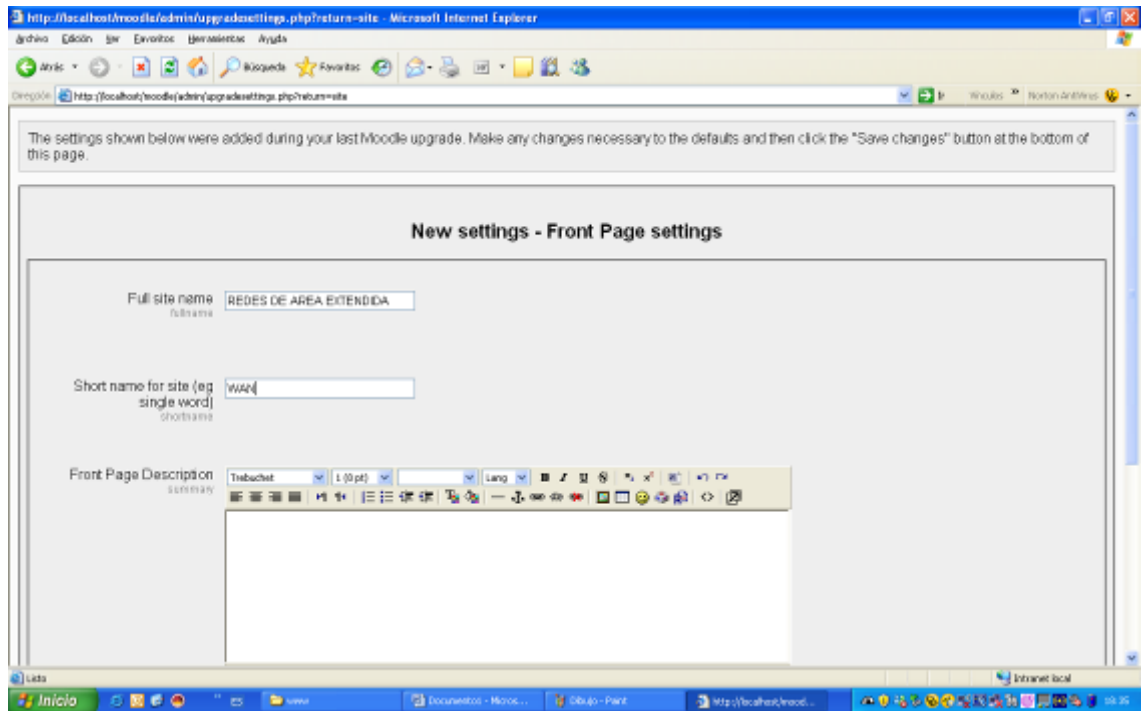 http://localhost/moodle/admin/upgradesettings.php?return=site - Microsoft Internet Explorer
Archivo Edición Ver Favoritos Herramientas Ayuda
Atrás Búsqueda Favoritos
Dirección http://localhost/moodle/admin/upgradesettings.php?return=site Ir Vínculos Norton AntiVirus
The settings shown below were added during your last Moodle upgrade. Make any changes necessary to the defaults and then click the "Save changes" button at the bottom of
this page.
New settings - Front Page settings
Full site name REDES DE AREA EXTENDIDA
fullname
Short name for site (eg WAN
single word)
shortname
Front Page Description Trebuchet 1 (8 pt) Lang
summary
Listo Intranet local
Inicio ES www Documentos - Micros... Dibujo - Paint http://localhost/mood...